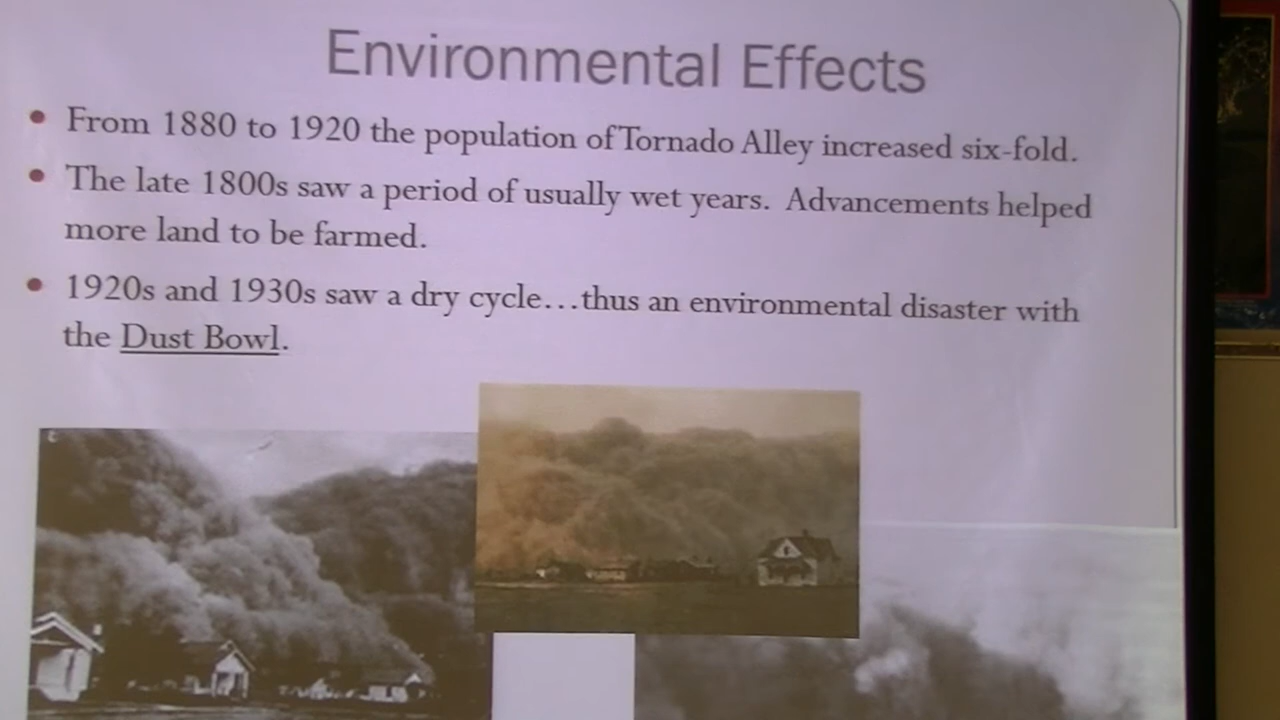 Environmental Effects
• From 1880 to 1920 the population of Tornado Alley increased six-fold.
• The late 1800s saw a period of usually wet years. Advancements helped
more land to be farmed.
• 1920s and 1930s saw a dry cycle…thus an environmental disaster with
the Dust Bowl.